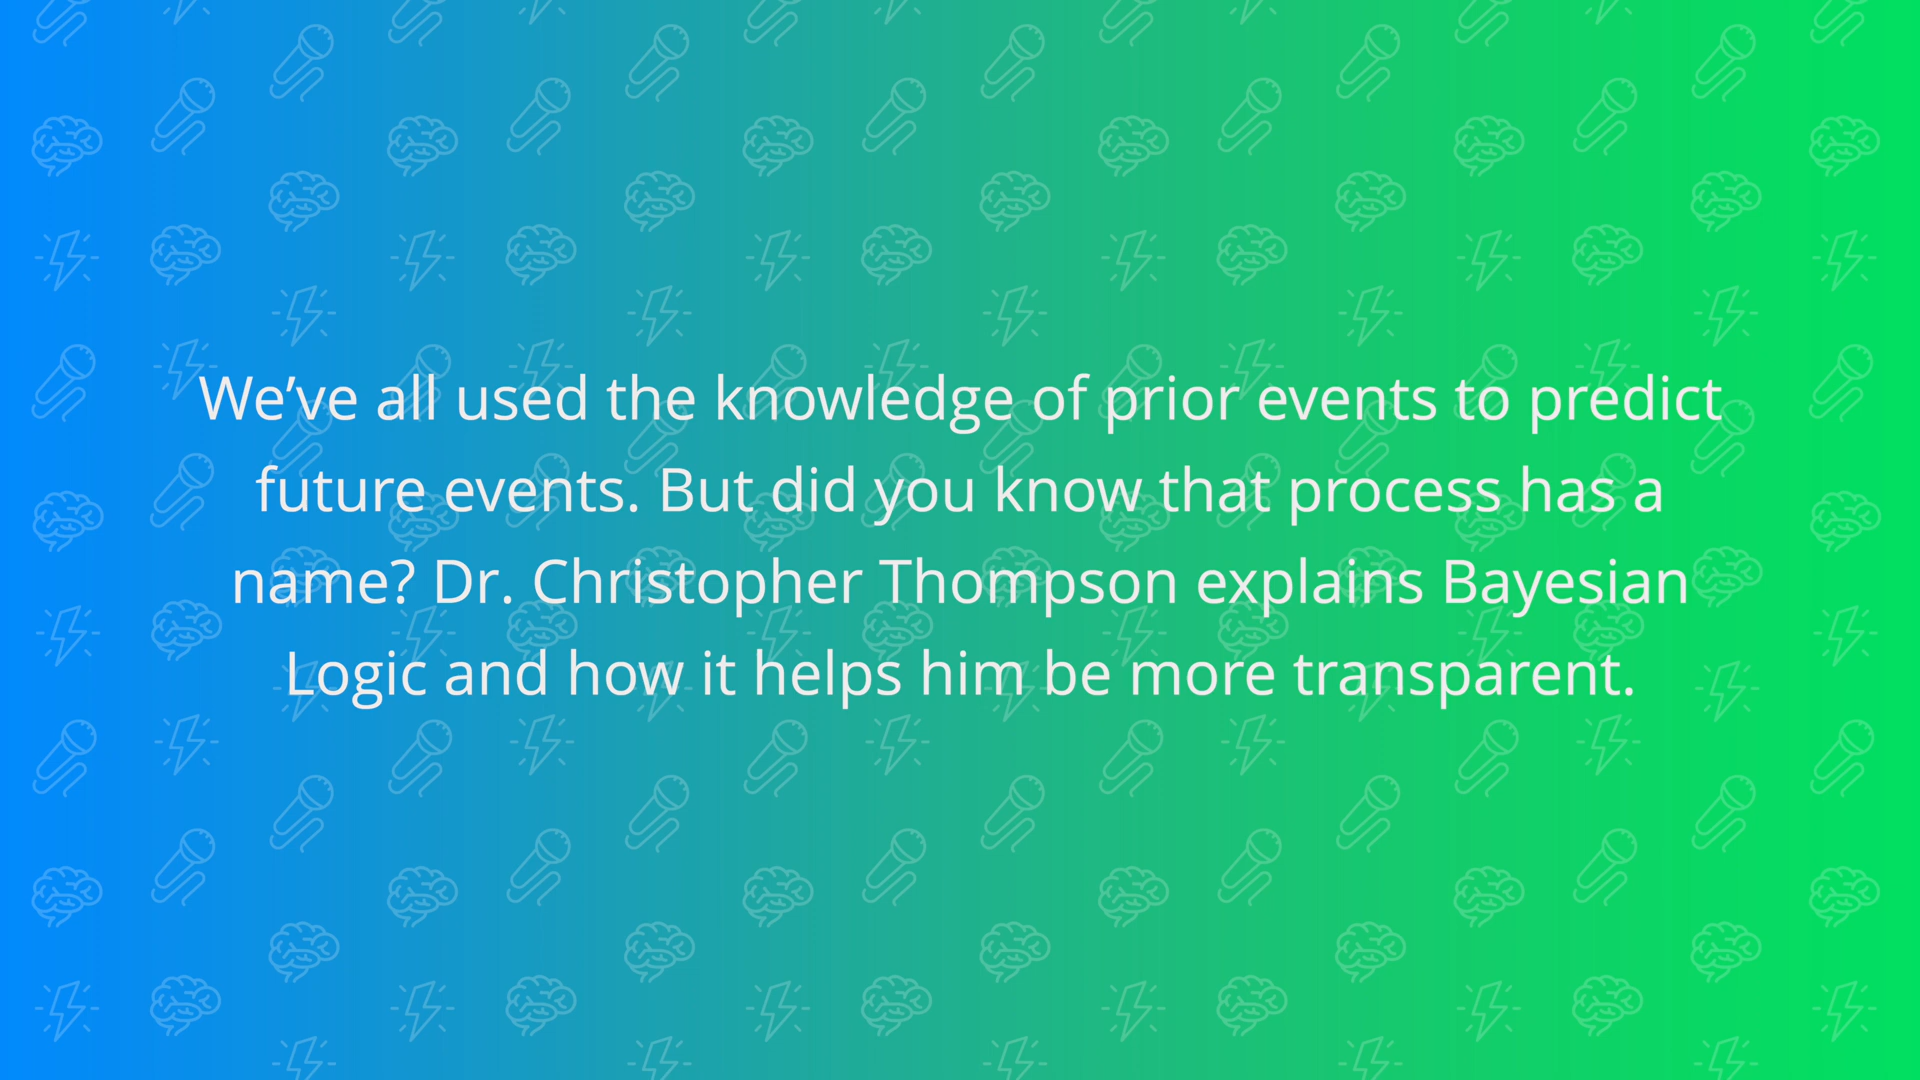 We’ve all used the knowledge of prior events to predict
future events. But did you know that process has a
name? Dr. Christopher Thompson explains Bayesian
Logic and how it helps him be more transparent.